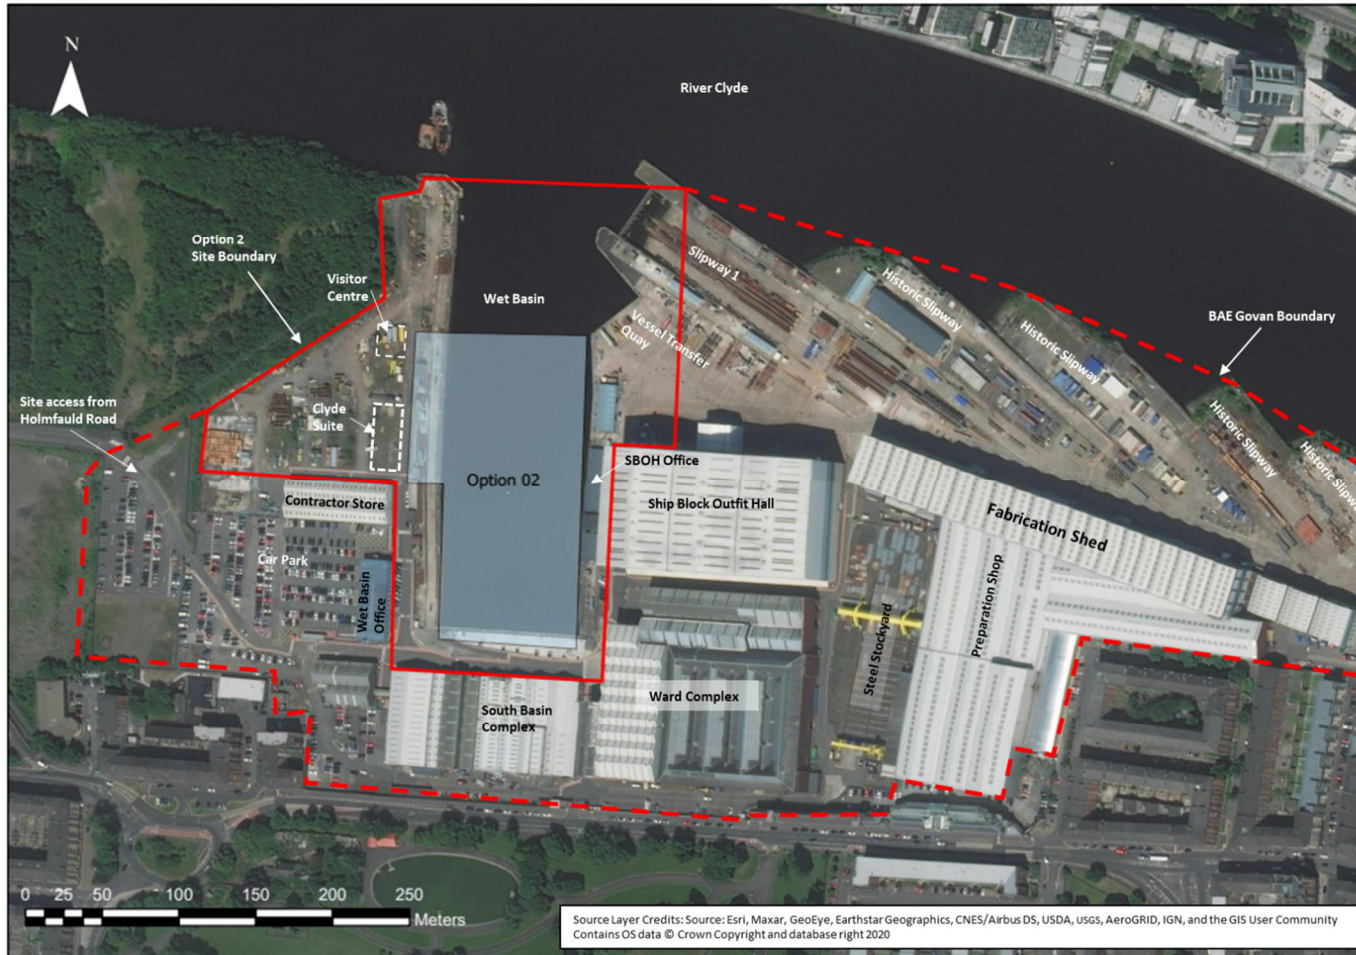 N
River Clyde
Option 2
Site Boundary
Visitor
Centre
Wet Basin
Slipway 1
Historic Slipway
Vessel Transfer
Quay
Historic Slipway
BAE Govan Boundary
Historic Slipway
Historic Slipway
Site access from
Holmfauld Road
Clyde
Suite
Option 02
SBOH Office
Contractor Store
Ship Block Outfit Hall
Fabrication Shed
Car Park
Wet Basin
Office
Preparation Shop
Steel Stockyard
Ward Complex
South Basin
Complex
0 25 50 100 150 200 250
Meters
Source Layer Credits: Source: Esri, Maxar, GeoEye, Earthstar Geographics, CNES/Airbus DS, USDA, USGS, AeroGRID, IGN, and the GIS User Community
Contains OS data © Crown Copyright and database right 2020